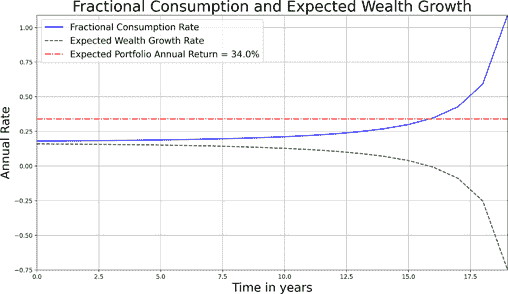 Fractional Consumption and Expected Wealth Growth
Fractional Consumption Rate
Expected Wealth Growth Rate
Expected Portfolio Annual Return = 34.0%
Annual Rate
1.00
0.75
0.50
0.25
0.00
−0.25
−0.50
−0.75
0.0 2.5 5.0 7.5 10.0 12.5 15.0 17.5
Time in years